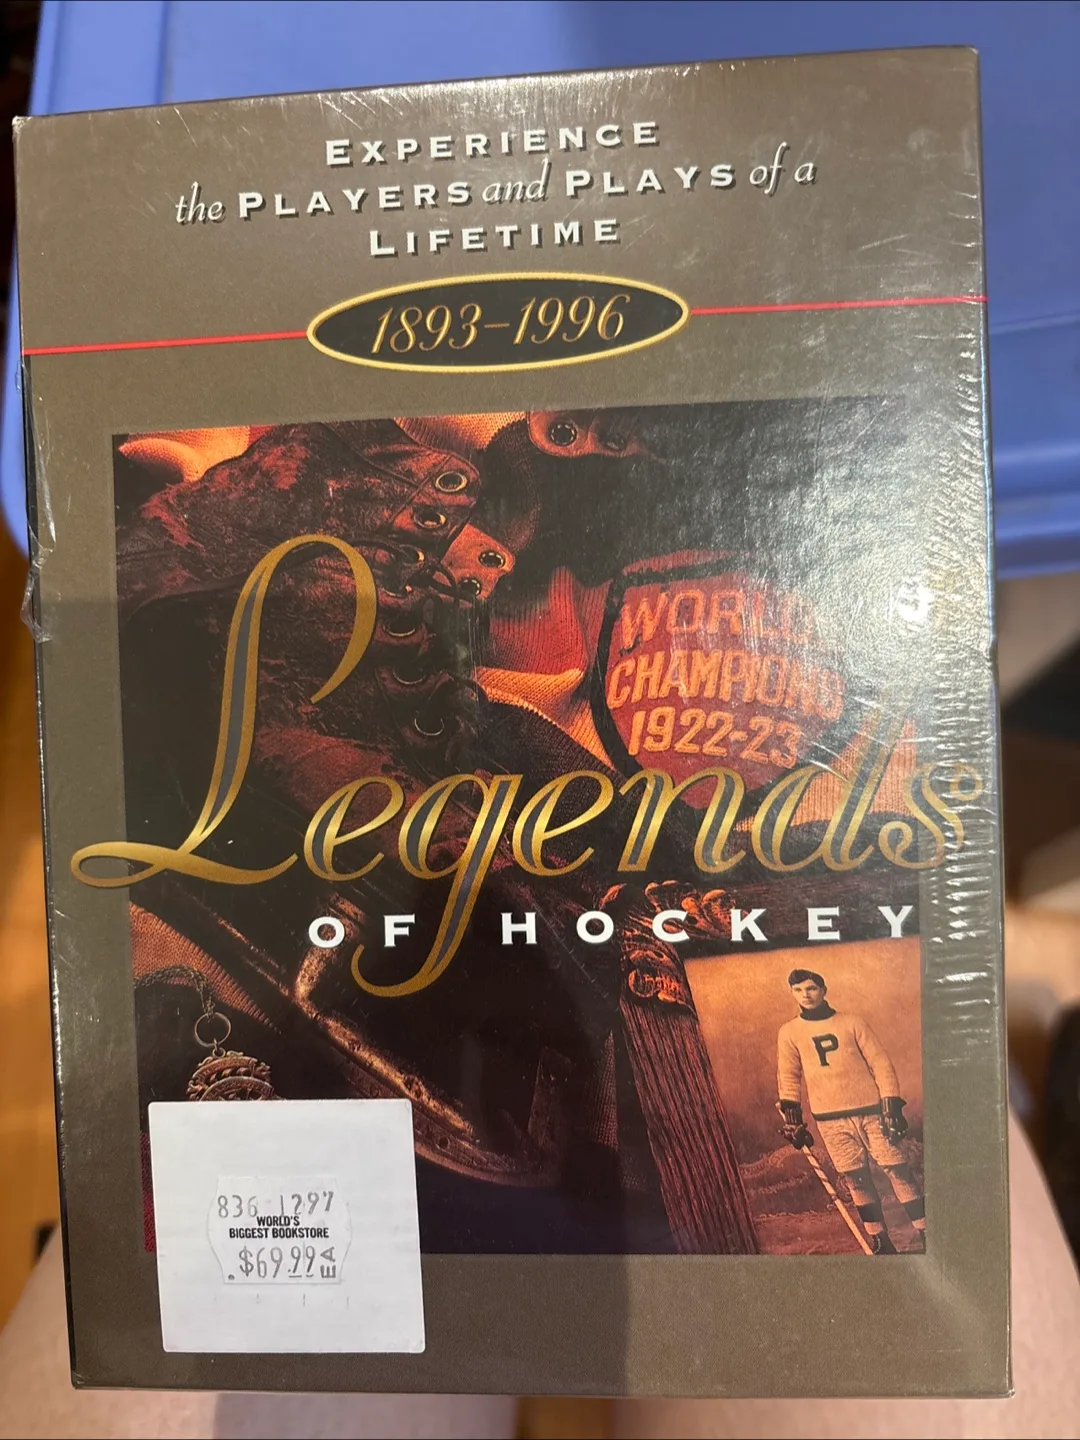 EXPERIENCE
the PLAYERS and PLAYS of a
LIFETIME
1893-1996
WORLD
CHAMPIONS
1922-23
Legends
OF HOCKEY
P
836 1297
WORLD'S
BIGGEST BOOKSTORE
$69.99 EA